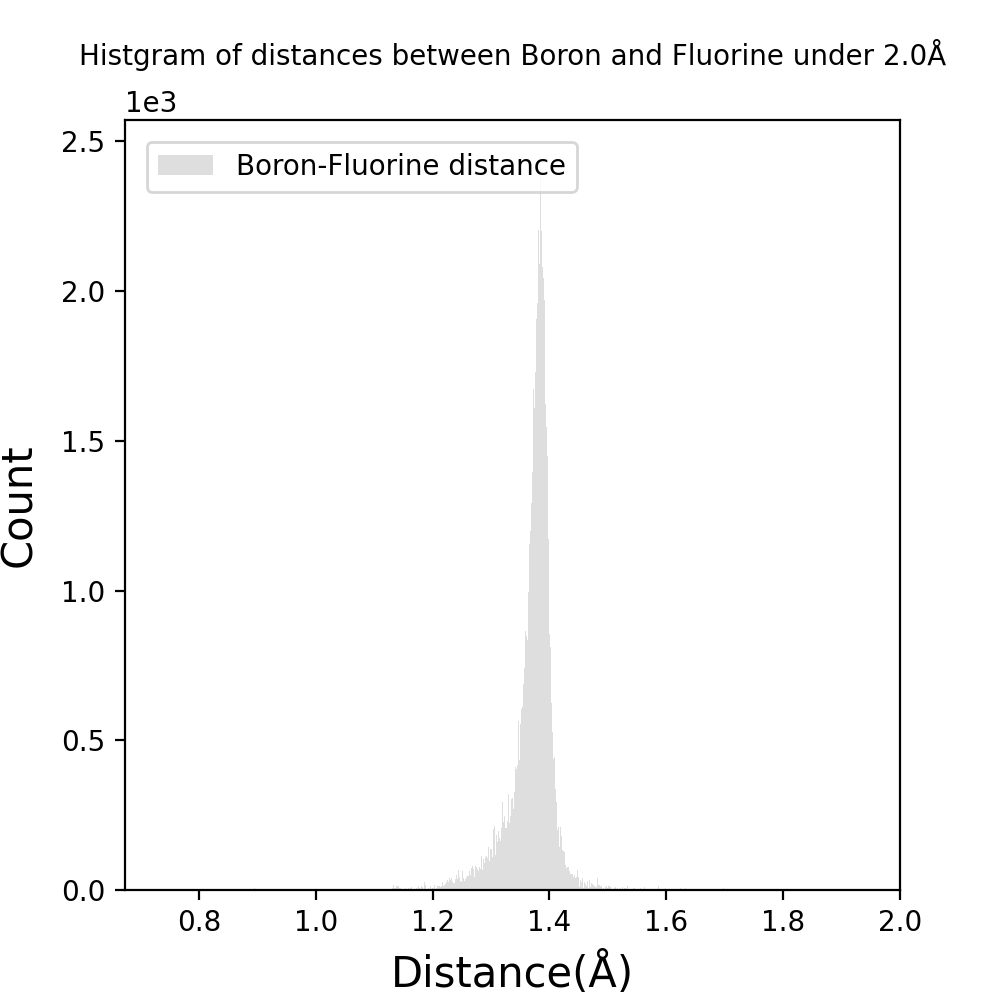 Histgram of distances between Boron and Fluorine under 2.0Å
1e3
2.5
Boron-Fluorine distance
2.0
1.5
Count
1.0
0.5
0.0
0.8 1.0 1.2 1.4 1.6 1.8 2.0
Distance(Å)